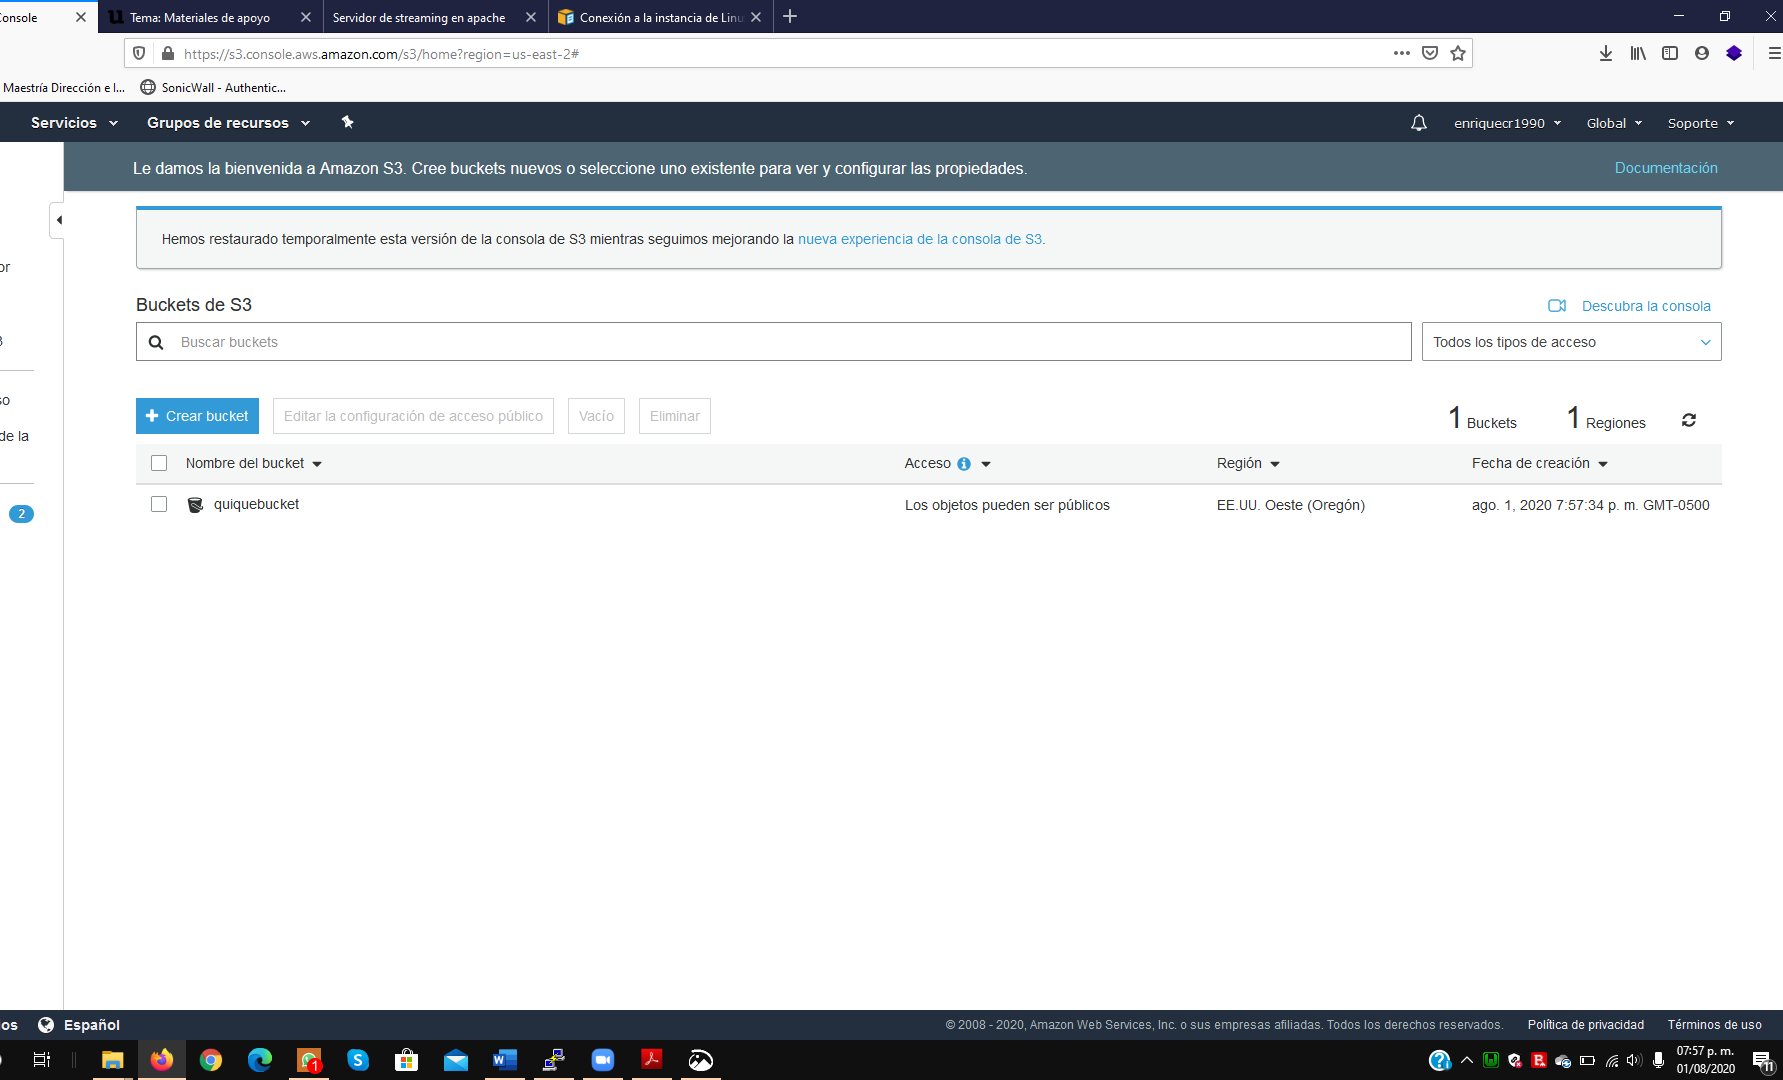 Console
Tema: Materiales de apoyo
Servidor de streaming en apache
Conexión a la instancia de Linu
https://s3.console.aws.amazon.com/s3/home?region=us-east-2#
Maestría Dirección e I...
SonicWall - Authentic...
Servicios
Grupos de recursos
enriquecr1990
Global
Soporte
Le damos la bienvenida a Amazon S3. Cree buckets nuevos o seleccione uno existente para ver y configurar las propiedades.
Documentación
Hemos restaurado temporalmente esta versión de la consola de S3 mientras seguimos mejorando la nueva experiencia de la consola de S3.
or
3
so
de la
2
Buckets de S3
Descubra la consola
Buscar buckets
Todos los tipos de acceso
Crear bucket
Editar la configuración de acceso público
Vacío
Eliminar
1 Buckets
1 Regiones
Nombre del bucket
Acceso
Región
Fecha de creación
quiquebucket
Los objetos pueden ser públicos
EE.UU. Oeste (Oregón)
ago. 1, 2020 7:57:34 p. m. GMT-0500
ios
Español
© 2008 - 2020, Amazon Web Services, Inc. o sus empresas afiliadas. Todos los derechos reservados.
Política de privacidad
Términos de uso
1
07:57 p. m.
01/08/2020
11